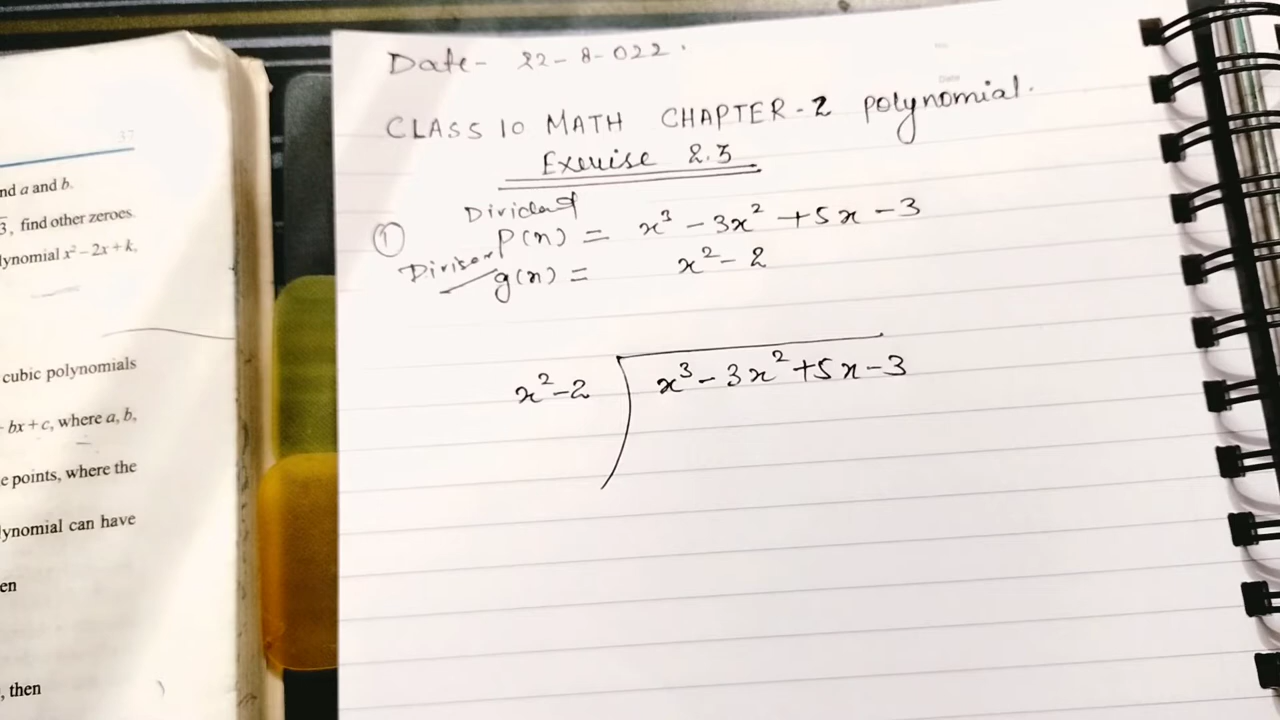 37
nd a and b.
3, find other zeroes.
lynomial x² – 2x + k,
cubic polynomials
- bx + c, where a, b,
e points, where the
lynomial can have
en
, then
Date - 22-8-022.
Date
CLASS 10 MATH CHAPTER-2 polynomial.
Exercise 2.3
Dividend
① p(x) = x³ - 3x² + 5x - 3
Divisor g(x) = x² - 2
x²-2 ) x³ - 3x² + 5x - 3